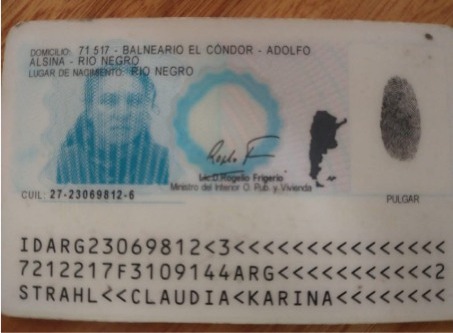 DOMICILIO: 71 517 - BALNEARIO EL CÓNDOR - ADOLFO
ALSINA - RIO NEGRO
LUGAR DE NACIMIENTO: RIO NEGRO
Lic D. Rogelio Frigerio
Ministro del Interior O. Pub. y Vivienda
CUIL: 27-23069812-6
PULGAR
IDARG23069812<3<<<<<<<<<<<<<<<
7212217F3109144ARG<<<<<<<<<<<2
STRAHL<<CLAUDIA<KARINA<<<<<<<<